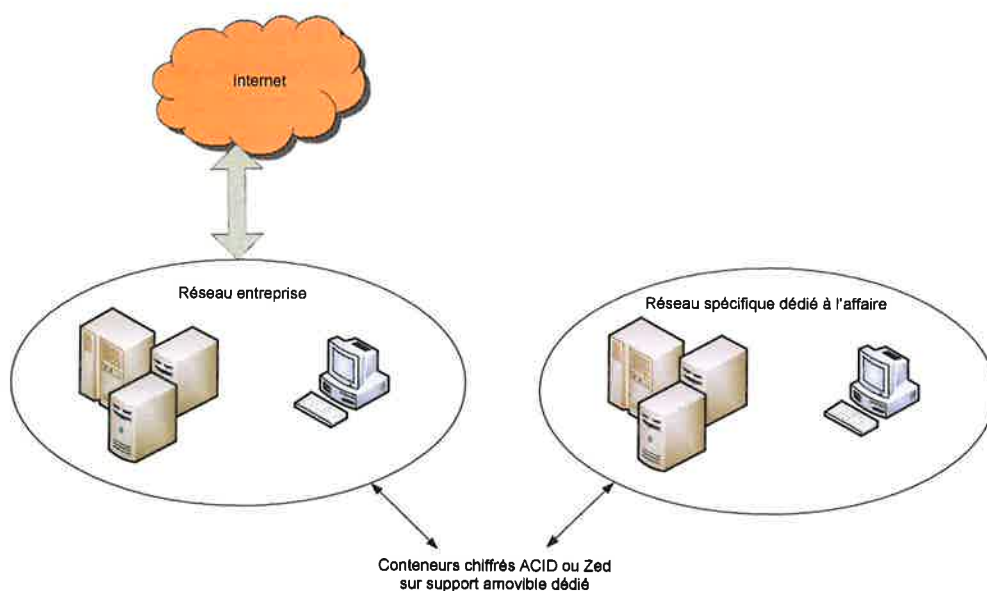 Internet
Réseau entreprise
Réseau spécifique dédié à l'affaire
Conteneurs chiffrés ACID ou Zed
sur support amovible dédié